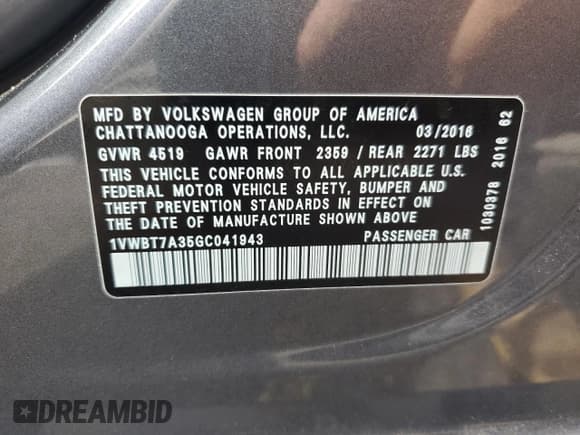 MFD BY VOLKSWAGEN GROUP OF AMERICA
CHATTANOOGA OPERATIONS, LLC. 03/2016
GVWR 4519 GAWR FRONT 2359 / REAR 2271 LBS
THIS VEHICLE CONFORMS TO ALL APPLICABLE U.S.
FEDERAL MOTOR VEHICLE SAFETY, BUMPER AND
THEFT PREVENTION STANDARDS IN EFFECT ON
THE DATE OF MANUFACTURE SHOWN ABOVE
1VWBT7A35GC041943 PASSENGER CAR
1030378 2016 62
DREAMBID